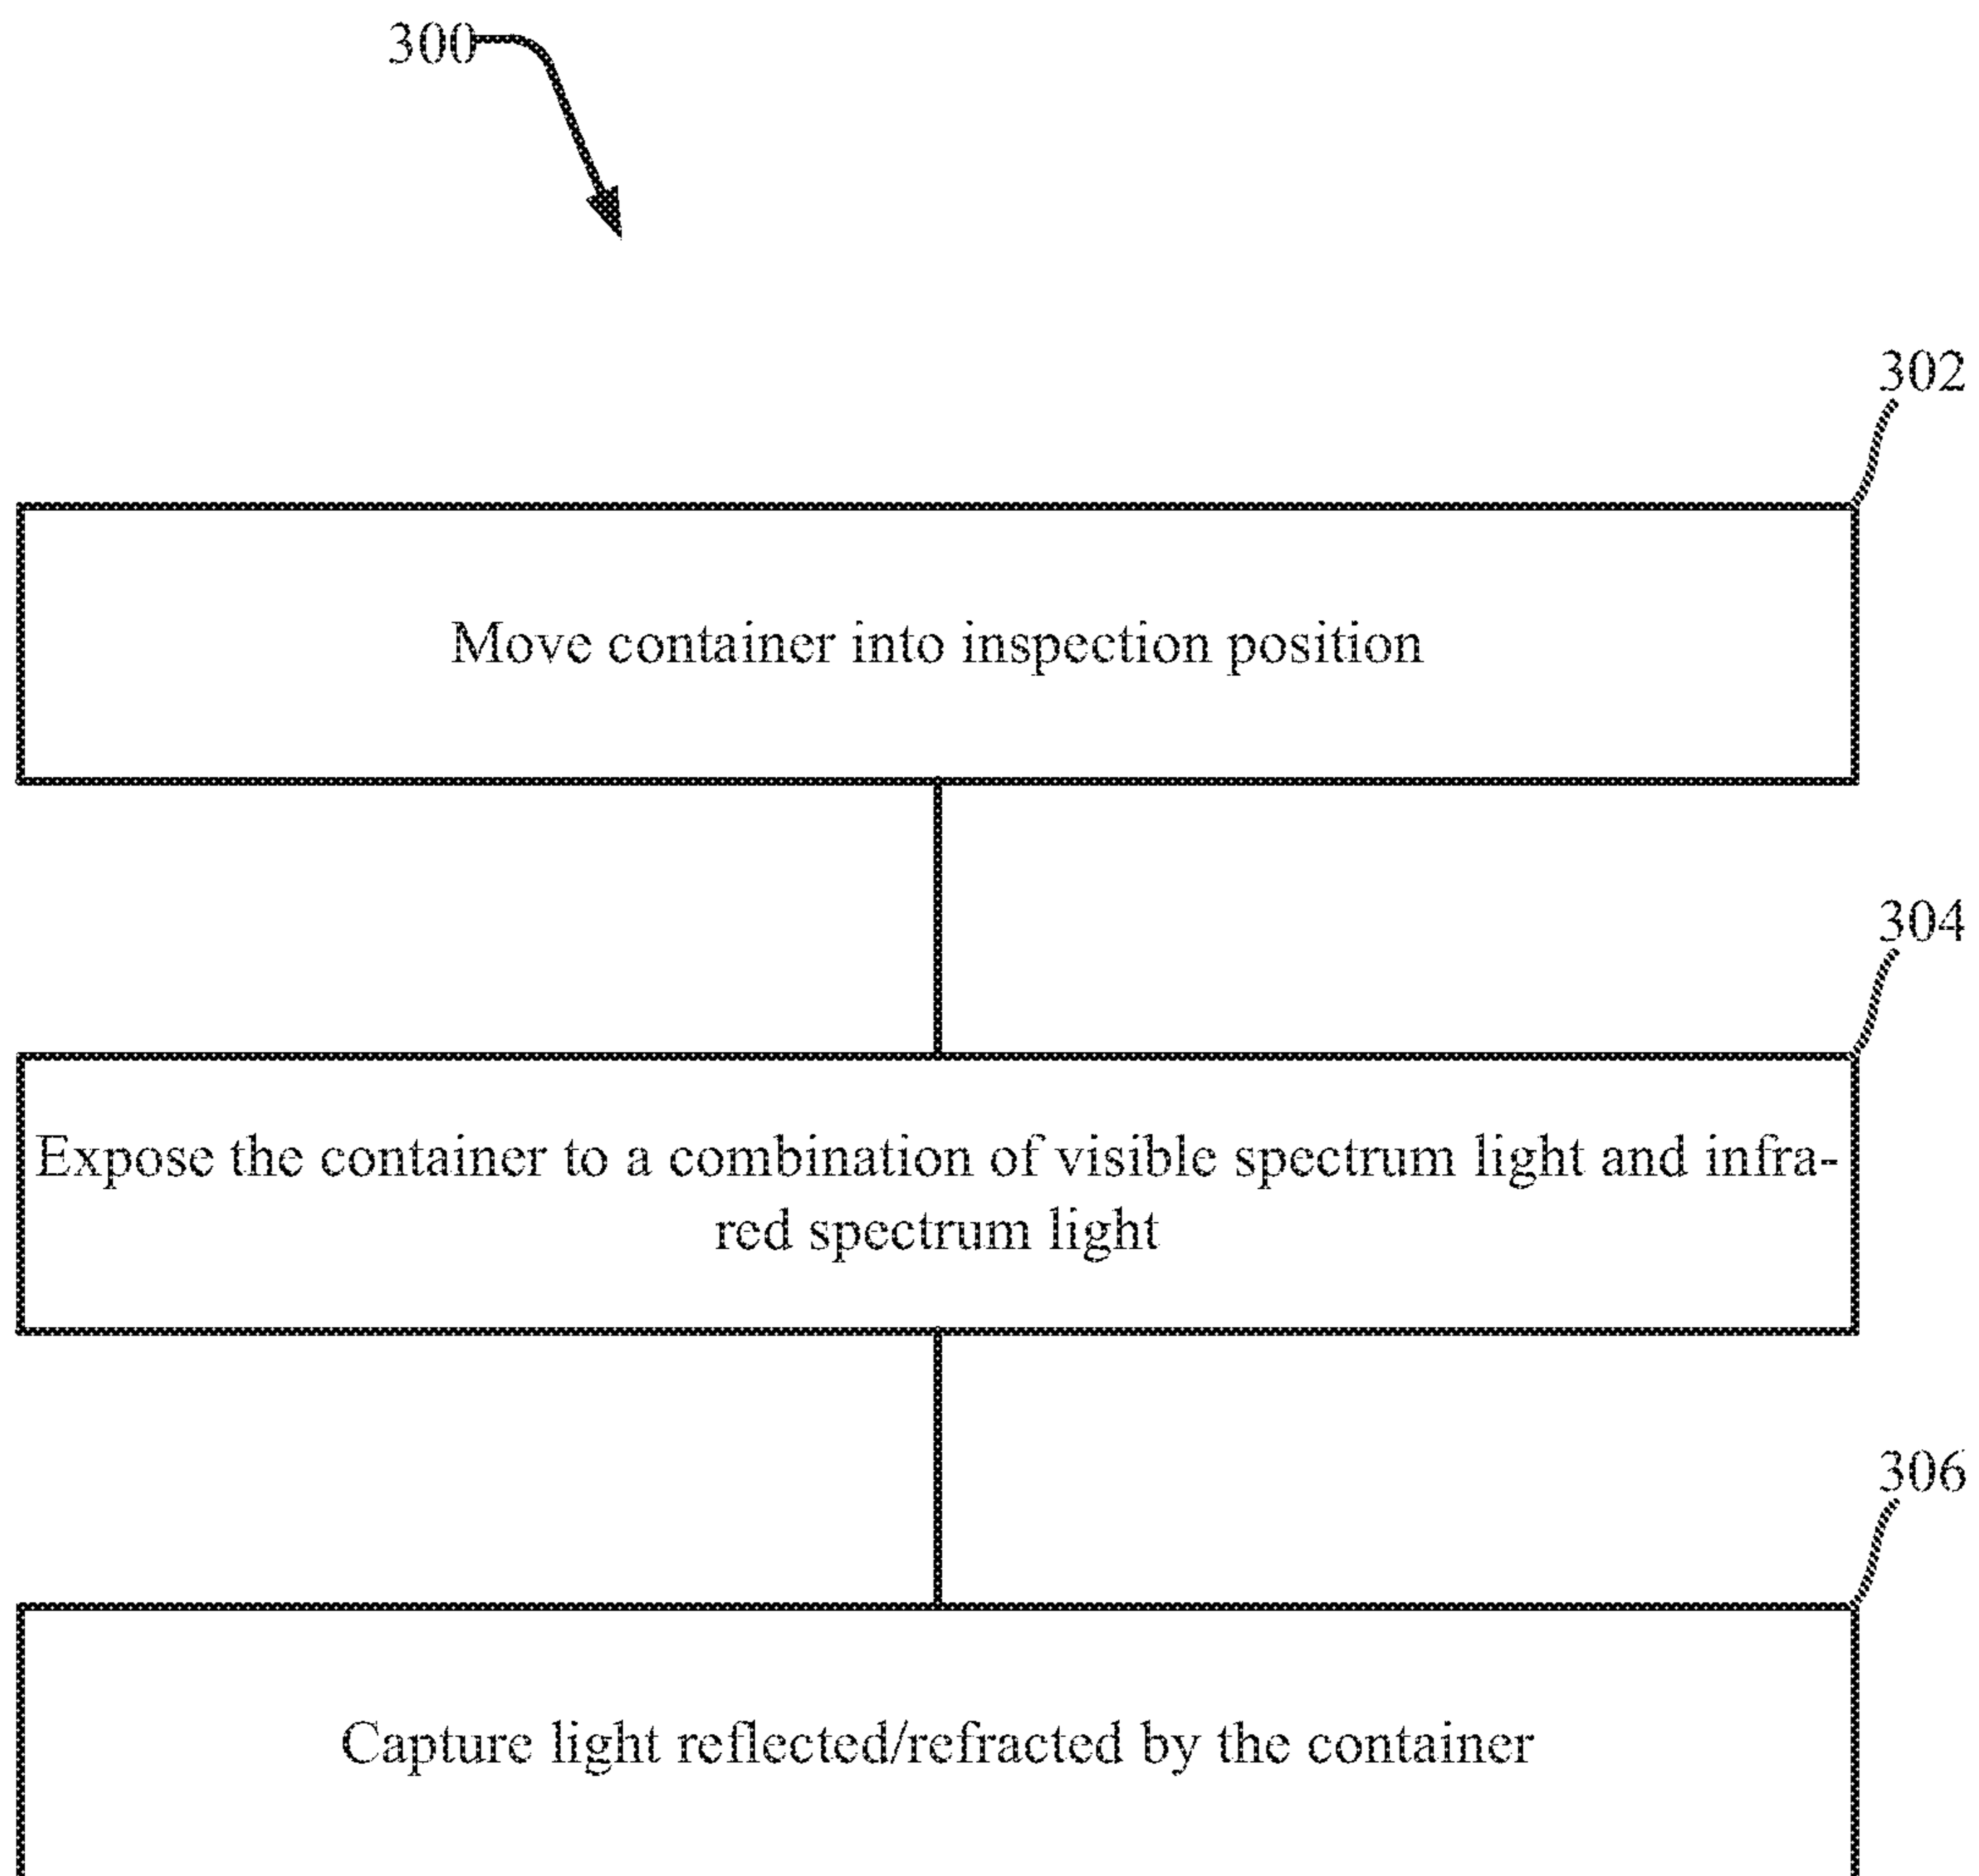 300
302
Move container into inspection position
304
Expose the container to a combination of visible spectrum light and infra-
red spectrum light
306
Capture light reflected/refracted by the container